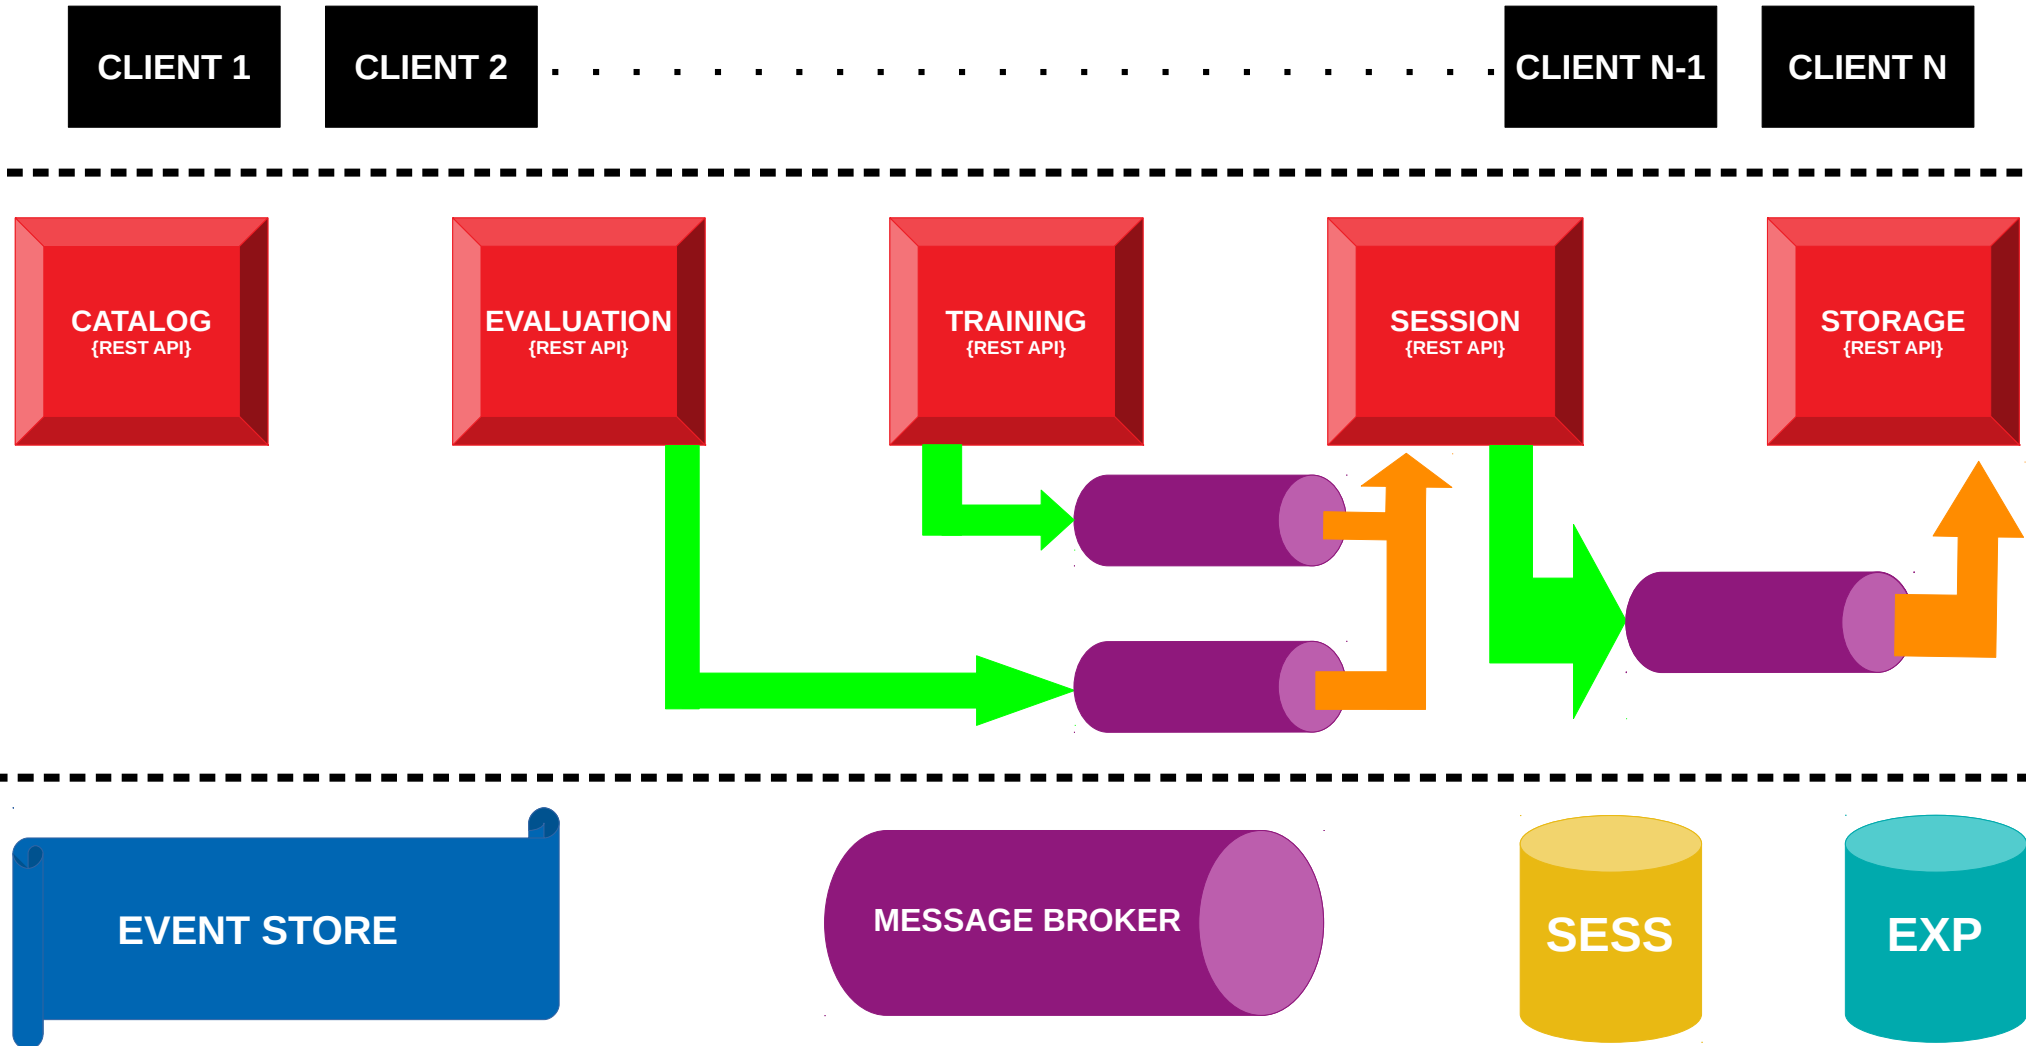 CLIENT 1
CLIENT 2
CLIENT N-1
CLIENT N
CATALOG
{REST API}
EVALUATION
{REST API}
TRAINING
{REST API}
SESSION
{REST API}
STORAGE
{REST API}
EVENT STORE
MESSAGE BROKER
SESS
EXP